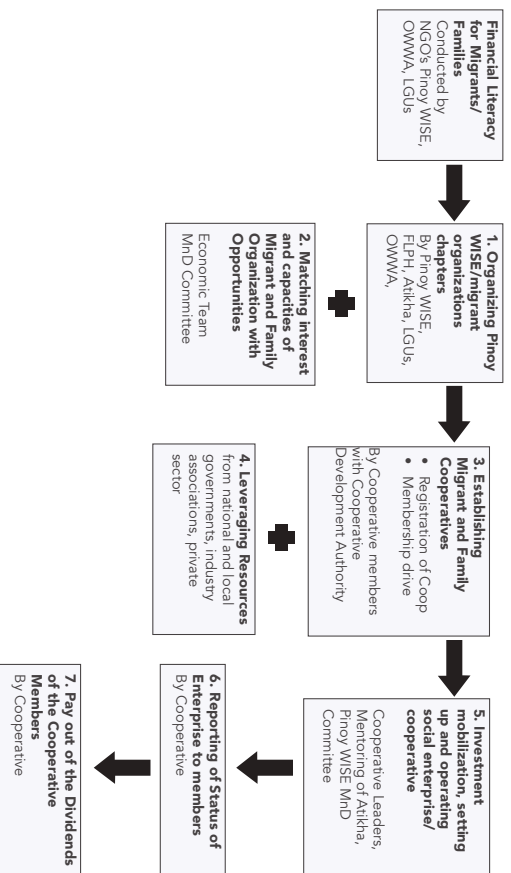 Financial Literacy
for Migrants/
Families
Conducted by
NGO's Pinoy WISE,
OWWA, LGUs
1. Organizing Pinoy
WISE/migrant
organizations
chapters
By Pinoy WISE,
FLPH, Atikha, LGUs,
OWWA,
2. Matching interest
and capacities of
Migrant and Family
Organization with
Opportunities
Economic Team
MnD Committee
3. Establishing
Migrant and Family
Cooperatives
• Registration of Coop
• Membership drive
By Cooperative members
with Cooperative
Development Authority
4. Leveraging Resources
from national and local
governments, industry
associations, private
sector
5. Investment
mobilization, setting
up and operating
social enterprise/
cooperative
Cooperative Leaders,
Mentoring of Atikha,
Pinoy WISE MnD
Committee
6. Reporting of Status of
Enterprise to members
By Cooperative
7. Pay out of the Dividends
of the Cooperative
Members
By Cooperative